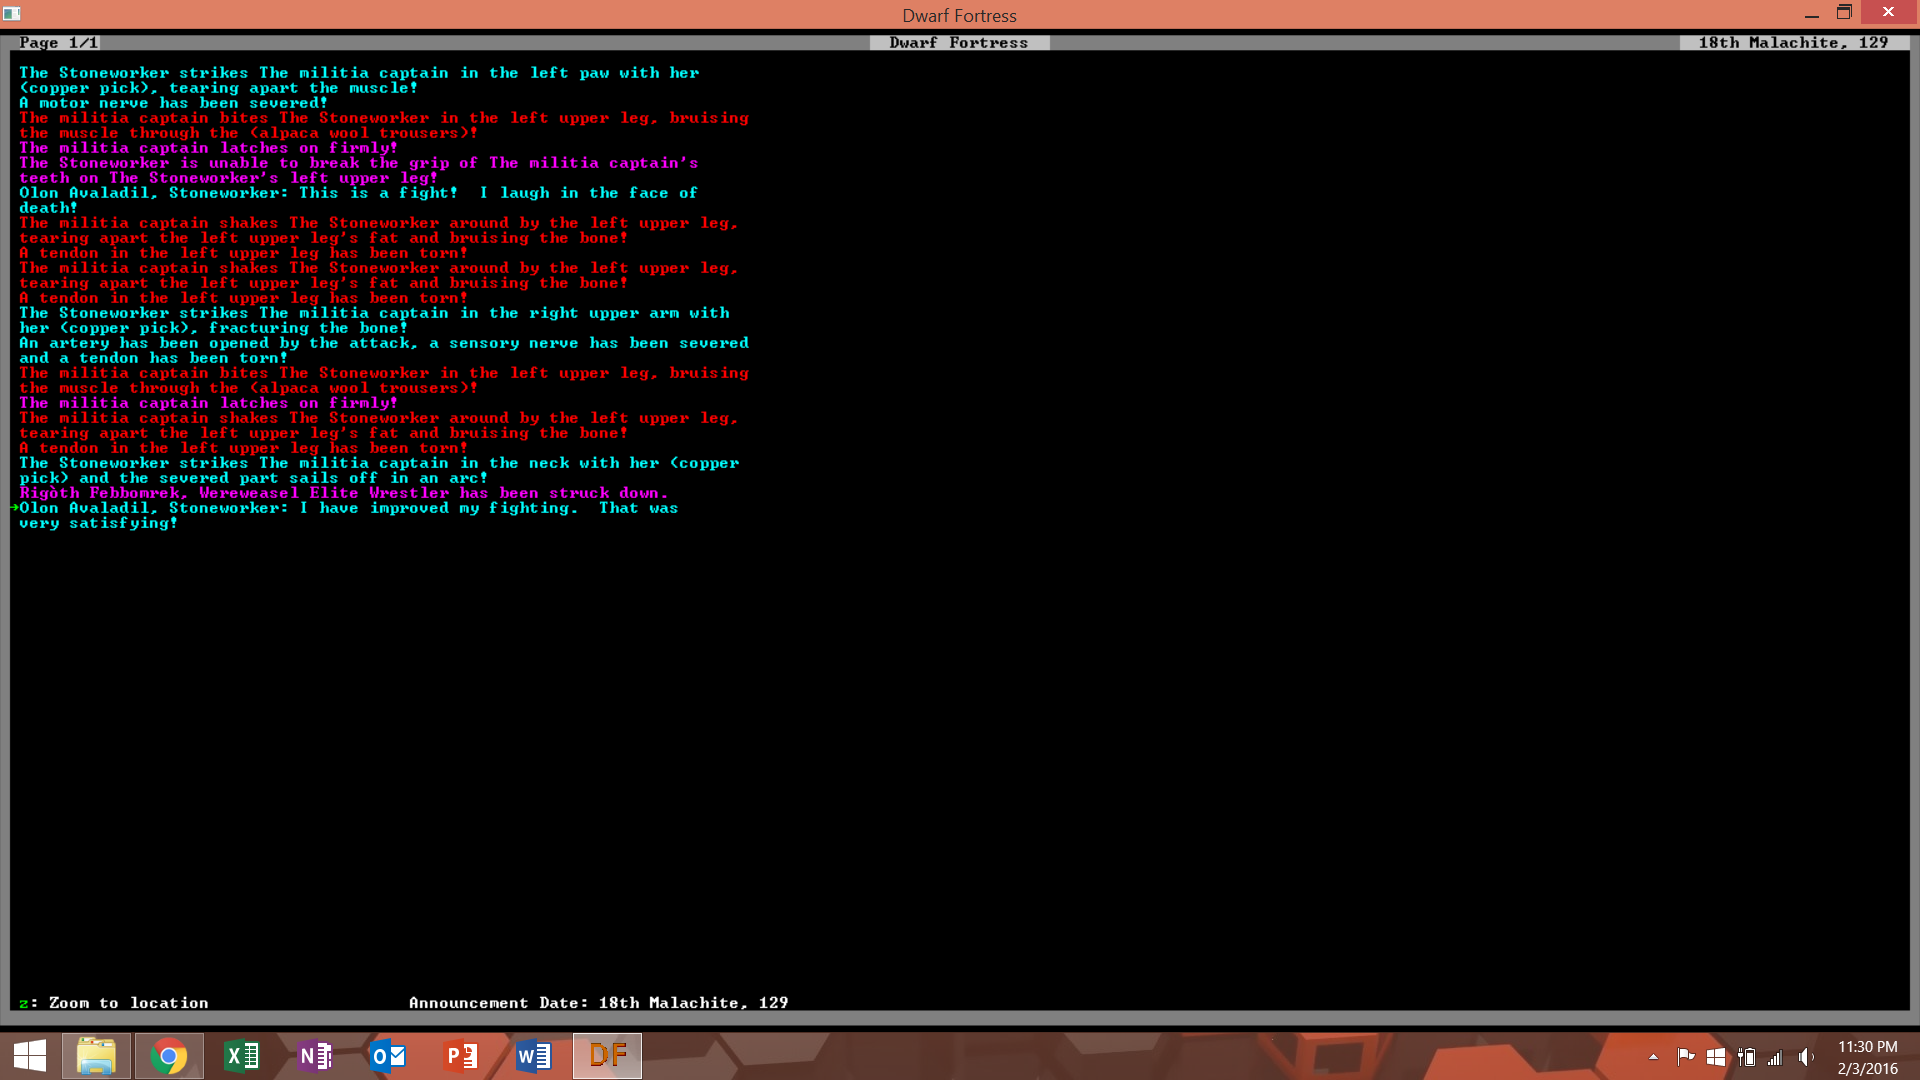 Dwarf Fortress
Page 1/1
Dwarf Fortress
18th Malachite, 129
The Stoneworker strikes The militia captain in the left paw with her
(copper pick), tearing apart the muscle!
A motor nerve has been severed!
The militia captain bites The Stoneworker in the left upper leg, bruising
the muscle through the (alpaca wool trousers)!
The militia captain latches on firmly!
The Stoneworker is unable to break the grip of The militia captain's
teeth on The Stoneworker's left upper leg!
Olon Avaladil, Stoneworker: This is a fight!  I laugh in the face of
death!
The militia captain shakes The Stoneworker around by the left upper leg,
tearing apart the left upper leg's fat and bruising the bone!
A tendon in the left upper leg has been torn!
The militia captain shakes The Stoneworker around by the left upper leg,
tearing apart the left upper leg's fat and bruising the bone!
A tendon in the left upper leg has been torn!
The Stoneworker strikes The militia captain in the right upper arm with
her (copper pick), fracturing the bone!
An artery has been opened by the attack, a sensory nerve has been severed
and a tendon has been torn!
The militia captain bites The Stoneworker in the left upper leg, bruising
the muscle through the (alpaca wool trousers)!
The militia captain latches on firmly!
The militia captain shakes The Stoneworker around by the left upper leg,
tearing apart the left upper leg's fat and bruising the bone!
A tendon in the left upper leg has been torn!
The Stoneworker strikes The militia captain in the neck with her (copper
pick) and the severed part sails off in an arc!
Rigòth Febbomrek, Wereweasel Elite Wrestler has been struck down.
Olon Avaladil, Stoneworker: I have improved my fighting.  That was
very satisfying!
z: Zoom to location
Announcement Date: 18th Malachite, 129
DF
11:30 PM
2/3/2016